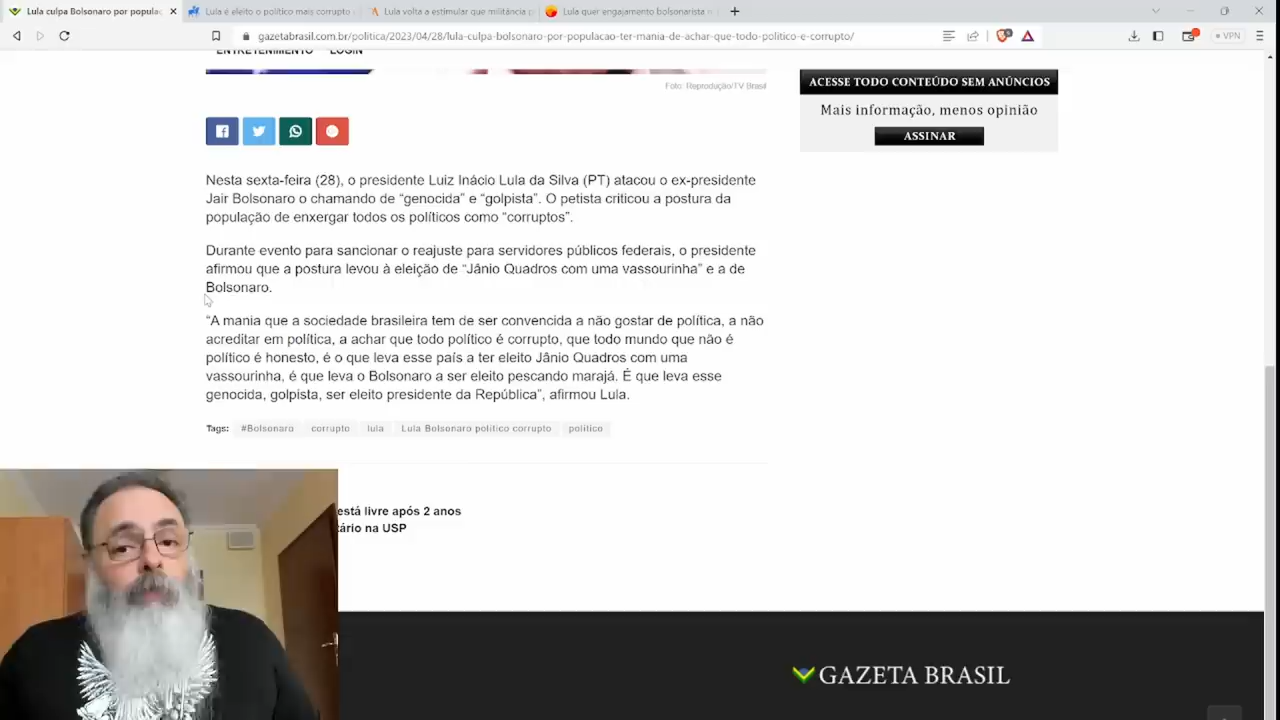 Lula culpa Bolsonaro por popula
Lula é eleito o político mais corrupto
Lula volta a estimular que militância
Lula quer engajamento bolsonarista
gazetabrasil.com.br/politica/2023/04/28/lula-culpa-bolsonaro-por-populacao-ter-mania-de-achar-que-todo-politico-e-corrupto/
VPN
ENTRETENIMENTO LOGIN
Foto: Reprodução/TV Brasil
ACESSE TODO CONTEÚDO SEM ANÚNCIOS
Mais informação, menos opinião
ASSINAR
Nesta sexta-feira (28), o presidente Luiz Inácio Lula da Silva (PT) atacou o ex-presidente
Jair Bolsonaro o chamando de “genocida” e “golpista”. O petista criticou a postura da
população de enxergar todos os políticos como “corruptos”.
Durante evento para sancionar o reajuste para servidores públicos federais, o presidente
afirmou que a postura levou à eleição de “Jânio Quadros com uma vassourinha” e a de
Bolsonaro.
“A mania que a sociedade brasileira tem de ser convencida a não gostar de política, a não
acreditar em política, a achar que todo político é corrupto, que todo mundo que não é
político é honesto, é o que leva esse país a ter eleito Jânio Quadros com uma
vassourinha, é que leva o Bolsonaro a ser eleito pescando marajá. É que leva esse
genocida, golpista, ser eleito presidente da República”, afirmou Lula.
Tags: #Bolsonaro corrupto lula Lula Bolsonaro político corrupto político
está livre após 2 anos
tário na USP
GAZETA BRASIL